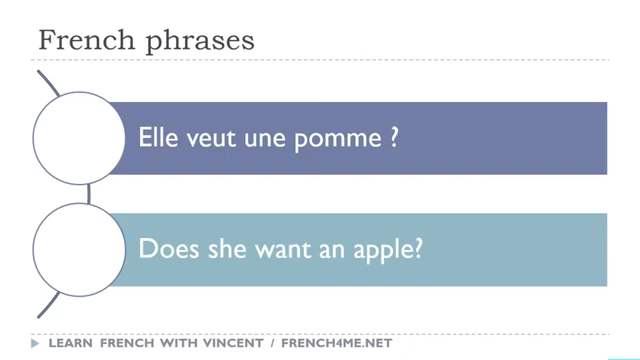 French phrases
Elle veut une pomme ?
Does she want an apple?
LEARN FRENCH WITH VINCENT / FRENCH4ME.NET